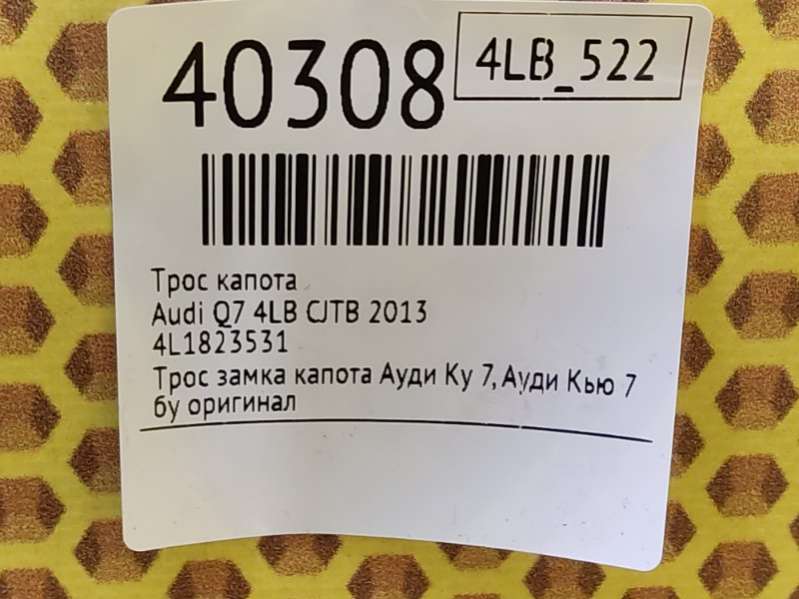 40308
4LB_522
Трос капота
Audi Q7 4LB CJTB 2013
4L1823531
Трос замка капота Ауди Ку 7, Ауди Кью 7
бу оригинал